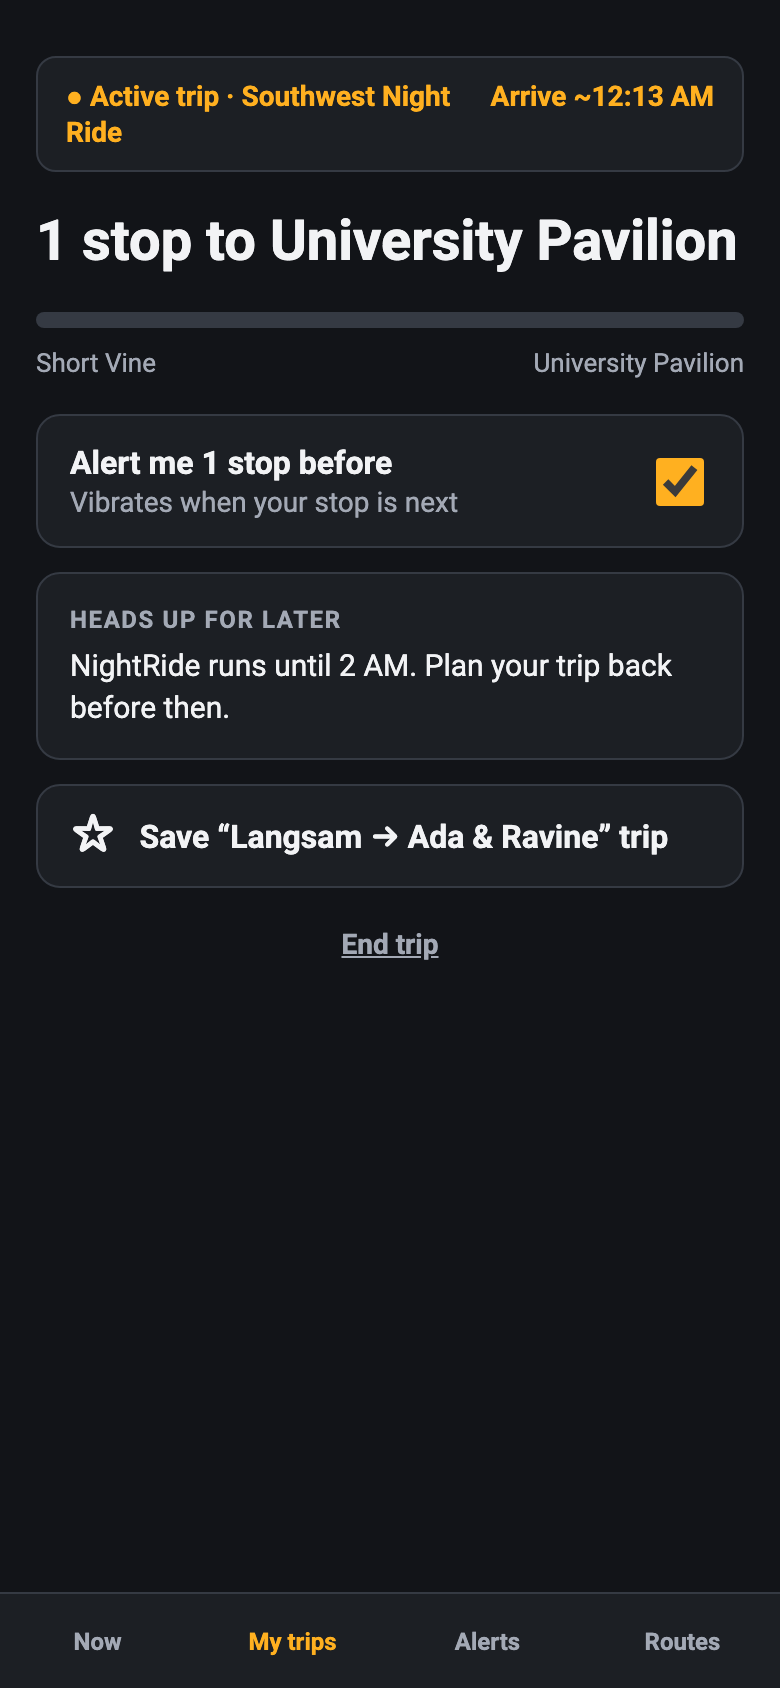 ● Active trip · Southwest Night Ride
Arrive ~12:13 AM
1 stop to University Pavilion
Short Vine
University Pavilion
Alert me 1 stop before
Vibrates when your stop is next
HEADS UP FOR LATER
NightRide runs until 2 AM. Plan your trip back
before then.
Save “Langsam → Ada & Ravine” trip
End trip
Now
My trips
Alerts
Routes